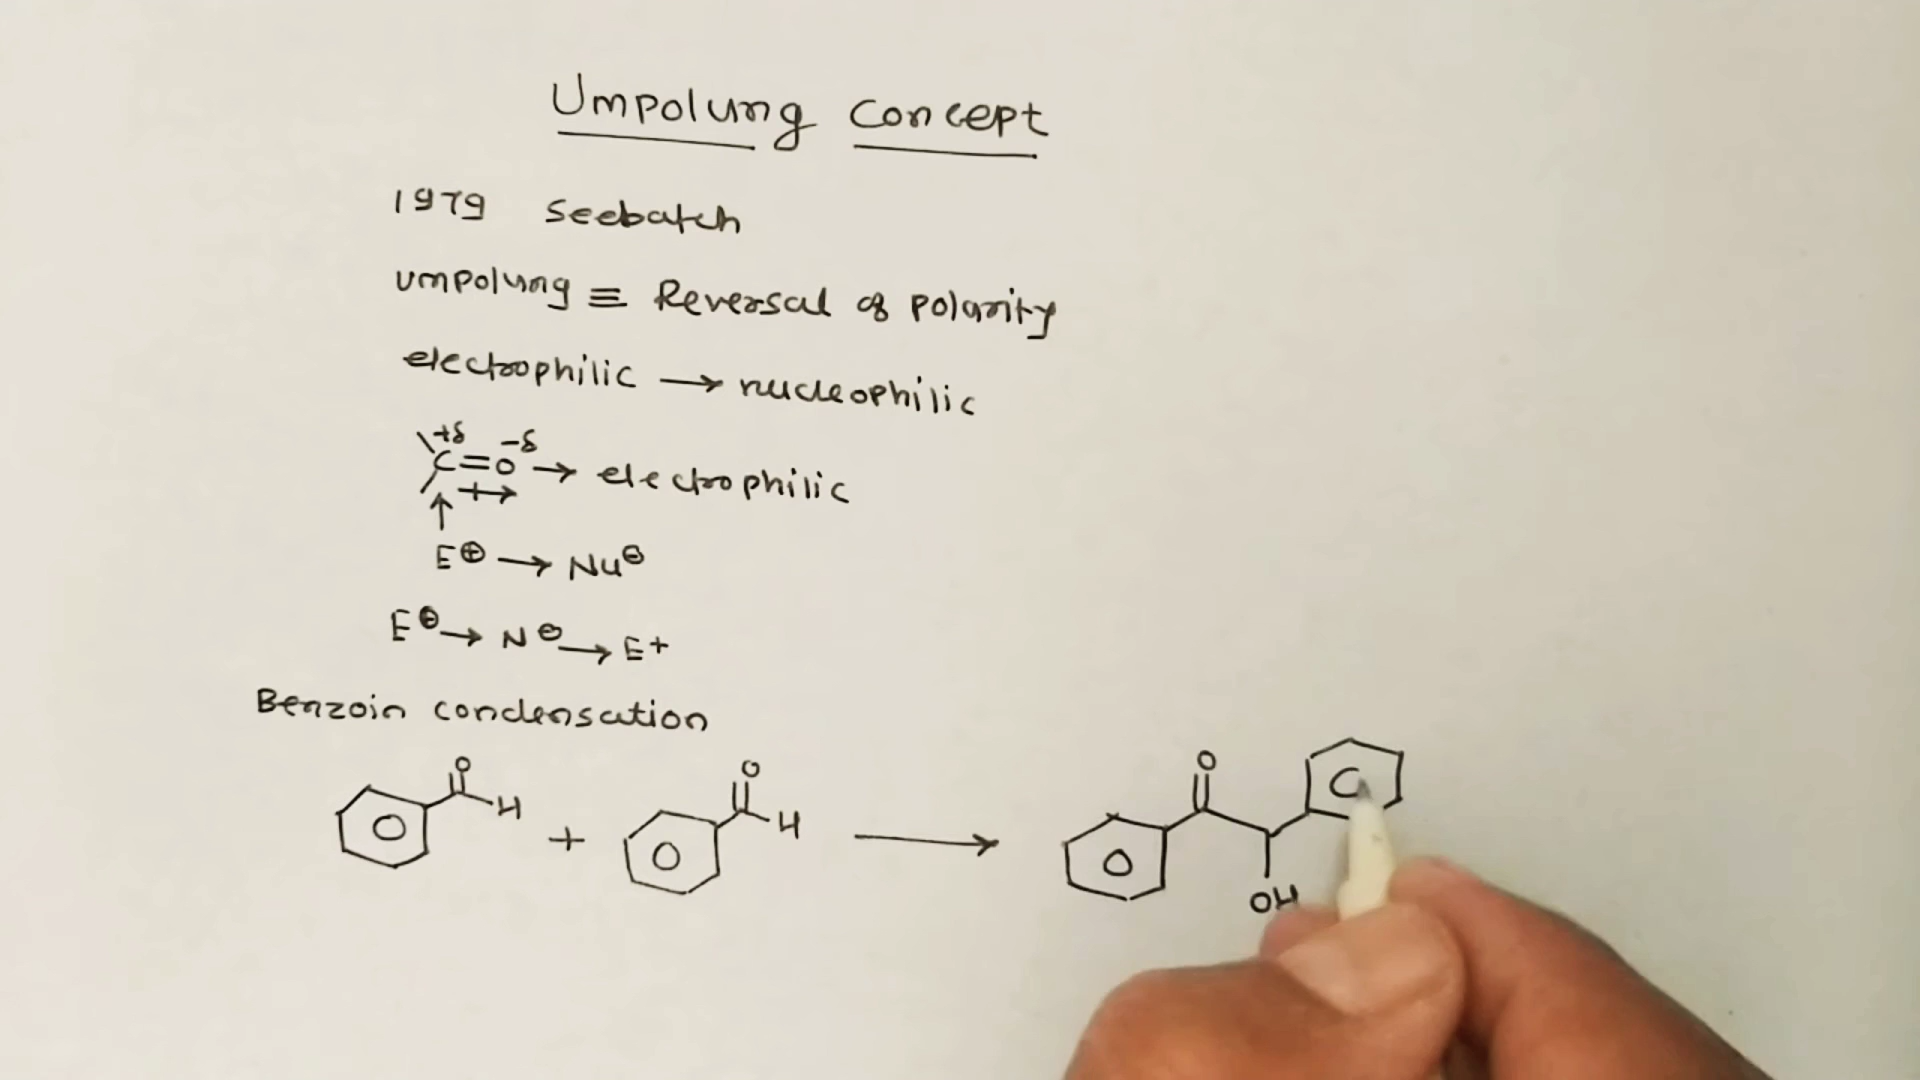 Umpolung Concept
1979 Seebatch
Umpolung ≡ Reversal of polarity
electrophilic → nucleophilic
+δ -δ
C=O → electrophilic
E⊕ → Nu⊖
E⊕ → N⊖ → E+
Benzoin condensation
O O O
H + H →
OH